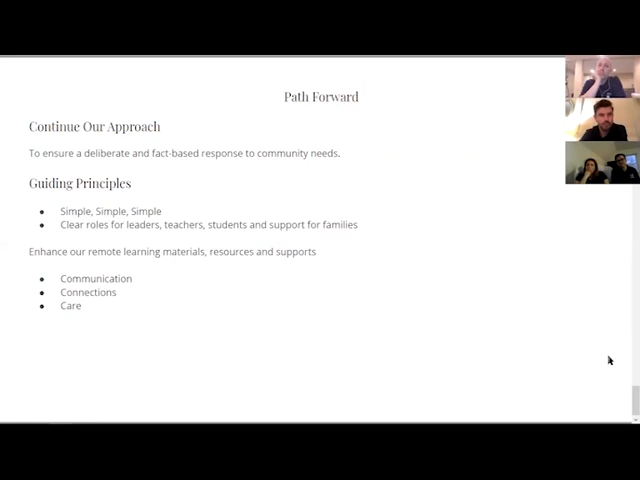 Path Forward
Continue Our Approach
To ensure a deliberate and fact-based response to community needs.
Guiding Principles
Simple, Simple, Simple
Clear roles for leaders, teachers, students and support for families
Enhance our remote learning materials, resources and supports
Communication
Connections
Care